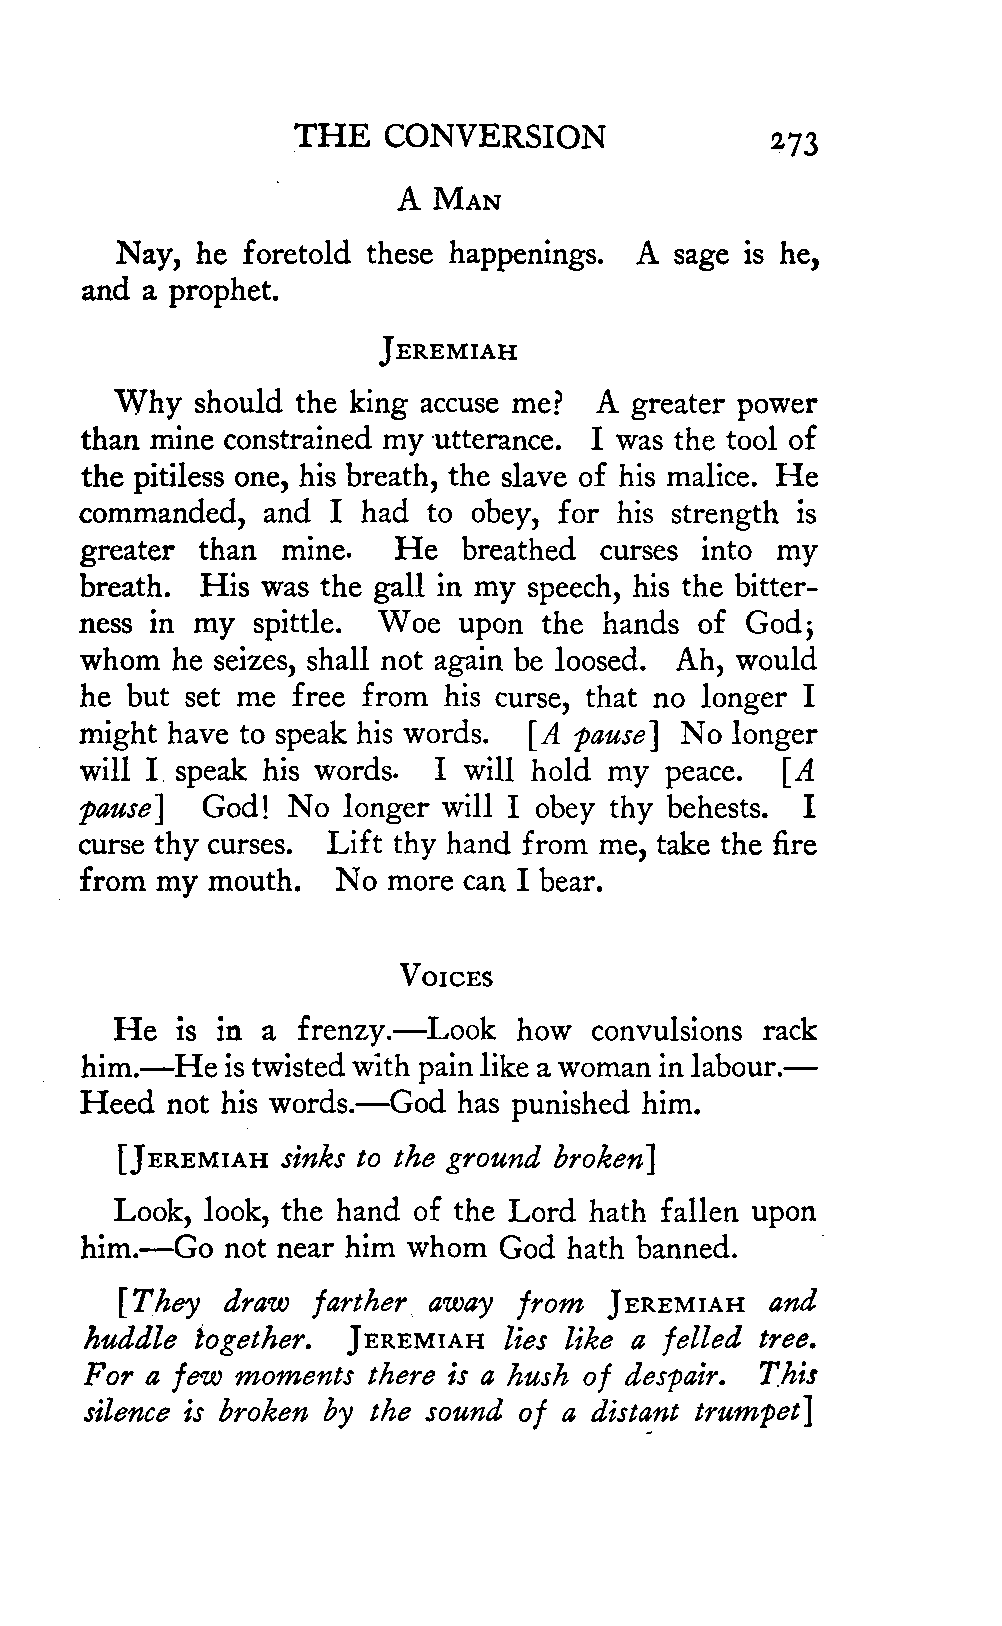 THE CONVERSION 273
A MAN
Nay, he foretold these happenings. A sage is he,
and a prophet.
JEREMIAH
Why should the king accuse me? A greater power
than mine constrained my utterance. I was the tool of
the pitiless one, his breath, the slave of his malice. He
commanded, and I had to obey, for his strength is
greater than mine. He breathed curses into my
breath. His was the gall in my speech, his the bitter-
ness in my spittle. Woe upon the hands of God;
whom he seizes, shall not again be loosed. Ah, would
he but set me free from his curse, that no longer I
might have to speak his words. [A pause] No longer
will I speak his words. I will hold my peace. [A
pause] God! No longer will I obey thy behests. I
curse thy curses. Lift thy hand from me, take the fire
from my mouth. No more can I bear.
VOICES
He is in a frenzy.—Look how convulsions rack
him.—He is twisted with pain like a woman in labour.—
Heed not his words.—God has punished him.
[JEREMIAH sinks to the ground broken]
Look, look, the hand of the Lord hath fallen upon
him.—Go not near him whom God hath banned.
[They draw farther away from JEREMIAH and
huddle together. JEREMIAH lies like a felled tree.
For a few moments there is a hush of despair. This
silence is broken by the sound of a distant trumpet]